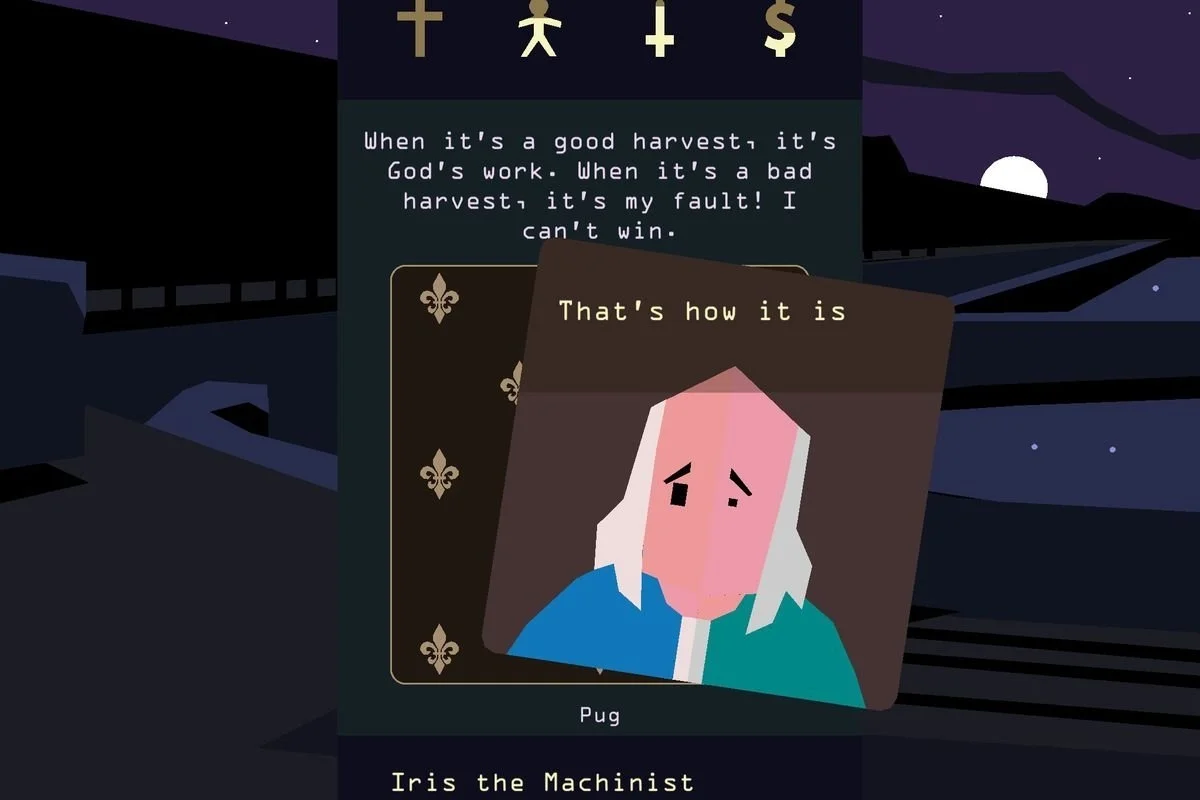 When it's a good harvest, it's
God's work. When it's a bad
harvest, it's my fault! I
can't win.
That's how it is
Pug
Iris the Machinist